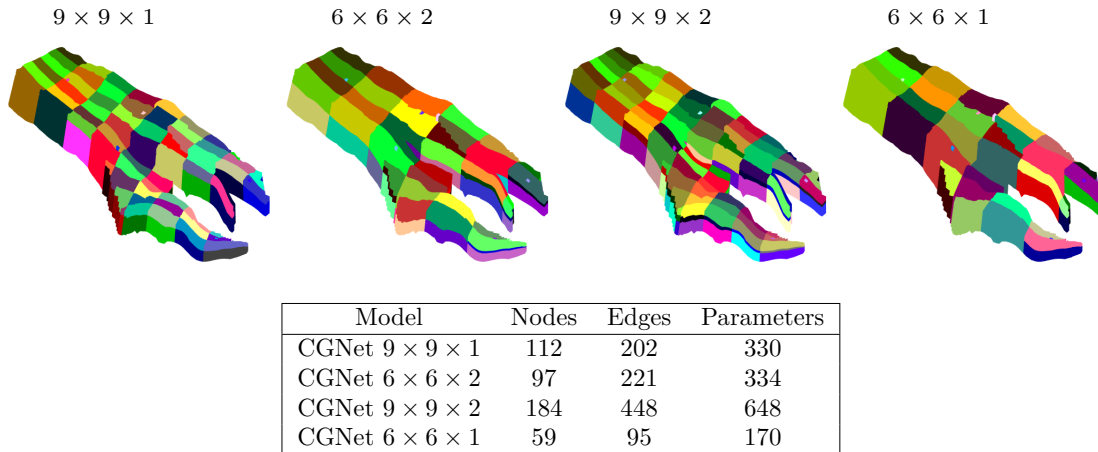 9 × 9 × 1 6 × 6 × 2 9 × 9 × 2 6 × 6 × 1
Model Nodes Edges Parameters
CGNet 9 × 9 × 1 112 202 330
CGNet 6 × 6 × 2 97 221 334
CGNet 9 × 9 × 2 184 448 648
CGNet 6 × 6 × 1 59 95 170